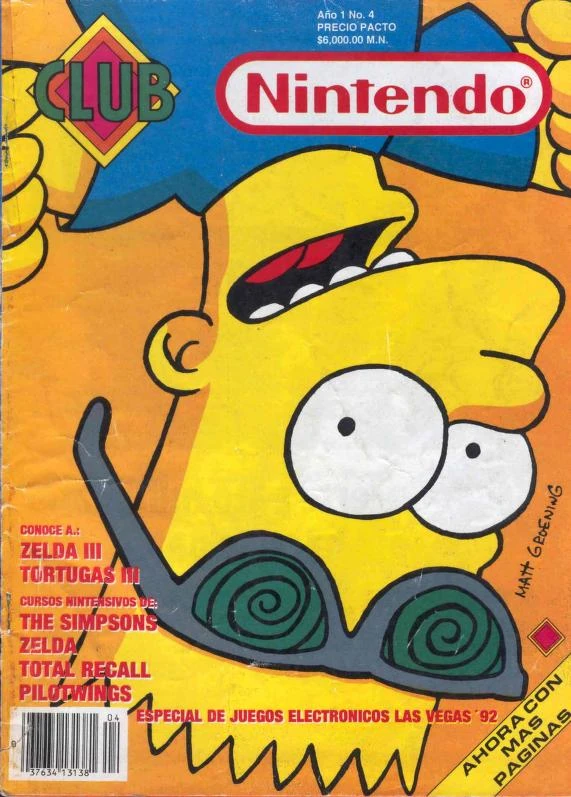 Año 1 No. 4
PRECIO PACTO
$6,000.00 M.N.
CLUB
Nintendo®
MATT GROENING
CONOCE A.:
ZELDA III
TORTUGAS III
CURSOS NINTENSIVOS DE:
THE SIMPSONS
ZELDA
TOTAL RECALL
PILOTWINGS
ESPECIAL DE JUEGOS ELECTRONICOS LAS VEGAS ´92
AHORA CON
MAS
PAGINAS
04
0
37634 13138